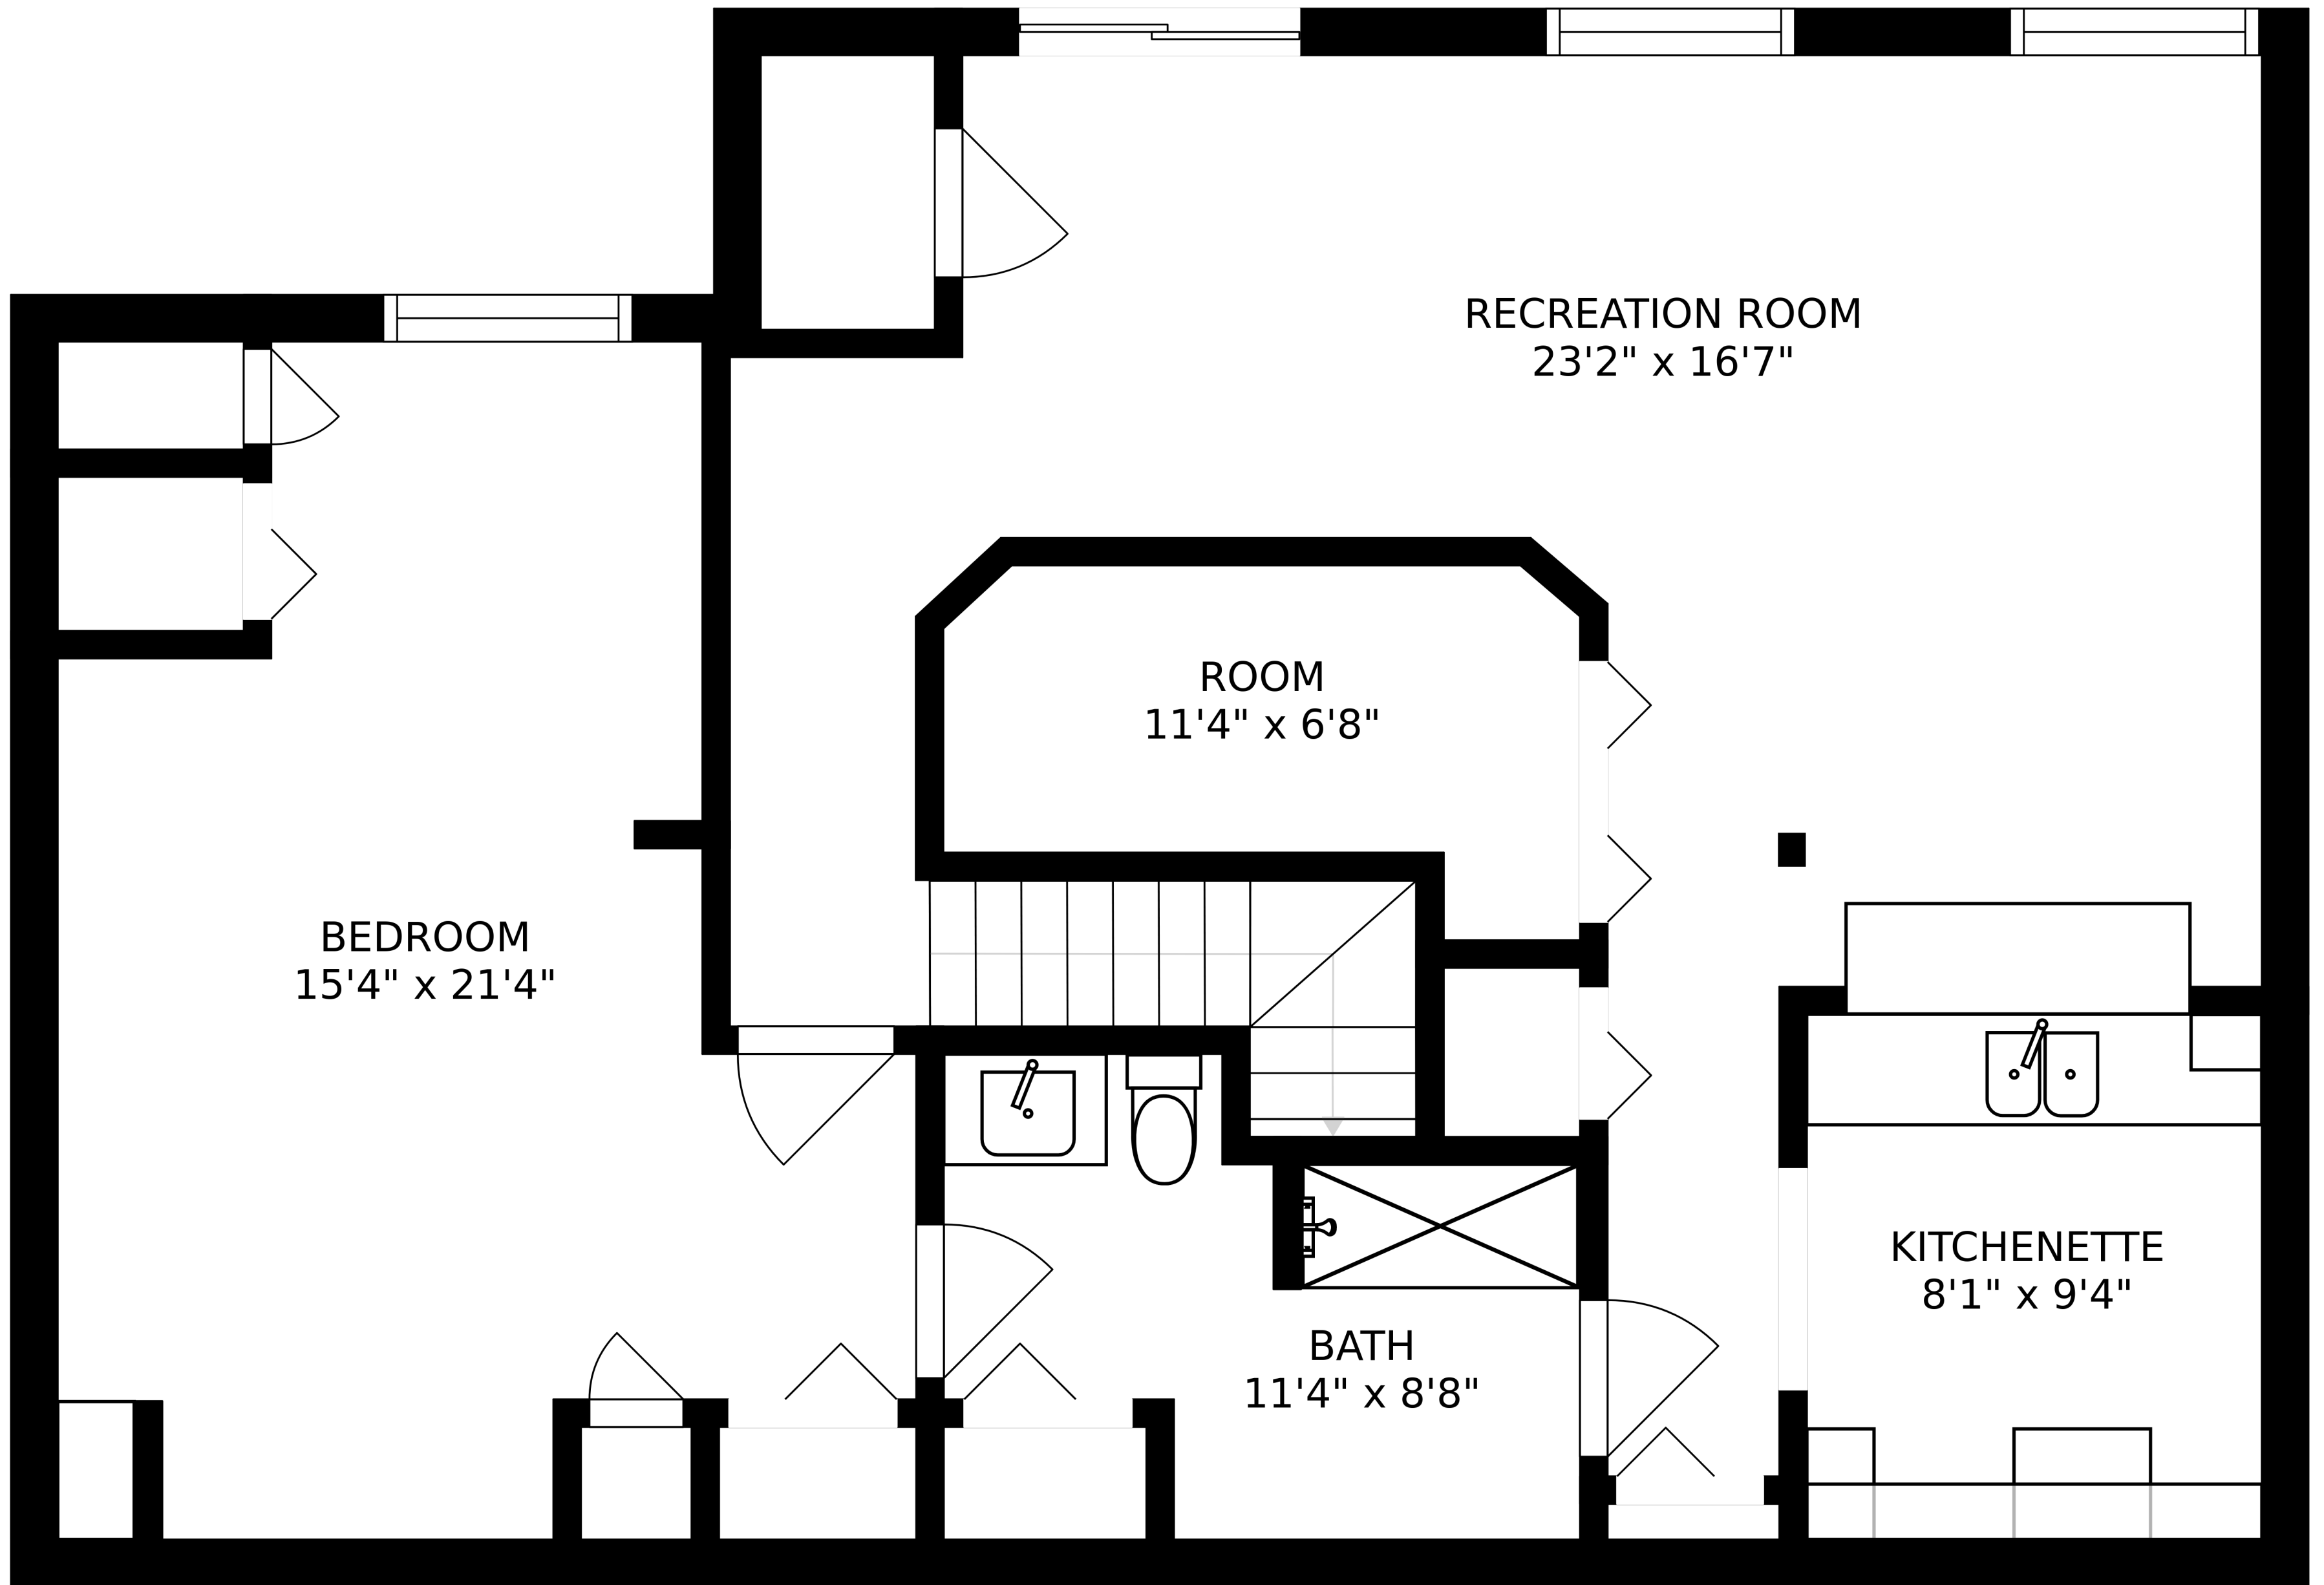 RECREATION ROOM
23'2" x 16'7"
ROOM
11'4" x 6'8"
BEDROOM
15'4" x 21'4"
KITCHENETTE
8'1" x 9'4"
BATH
11'4" x 8'8"